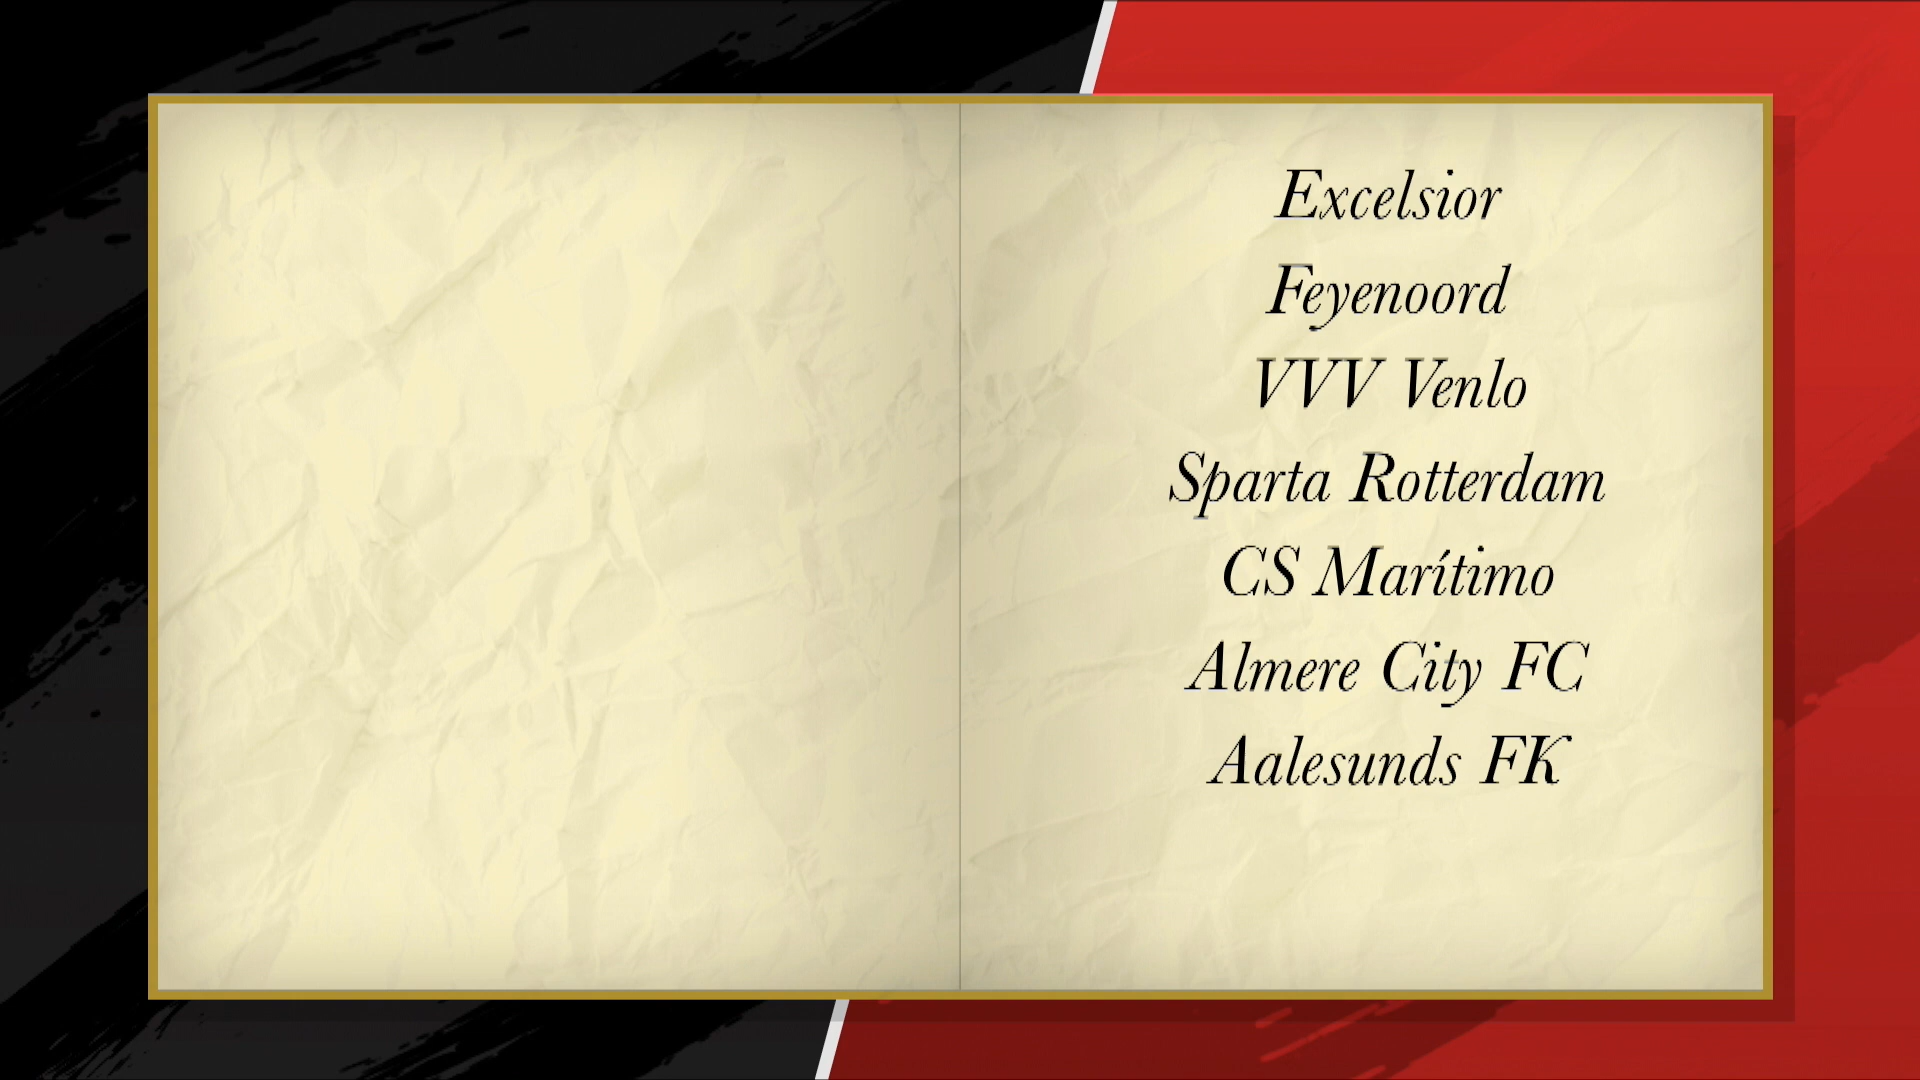 Excelsior
Feyenoord
VVV Venlo
Sparta Rotterdam
CS Marítimo
Almere City FC
Aalesunds FK